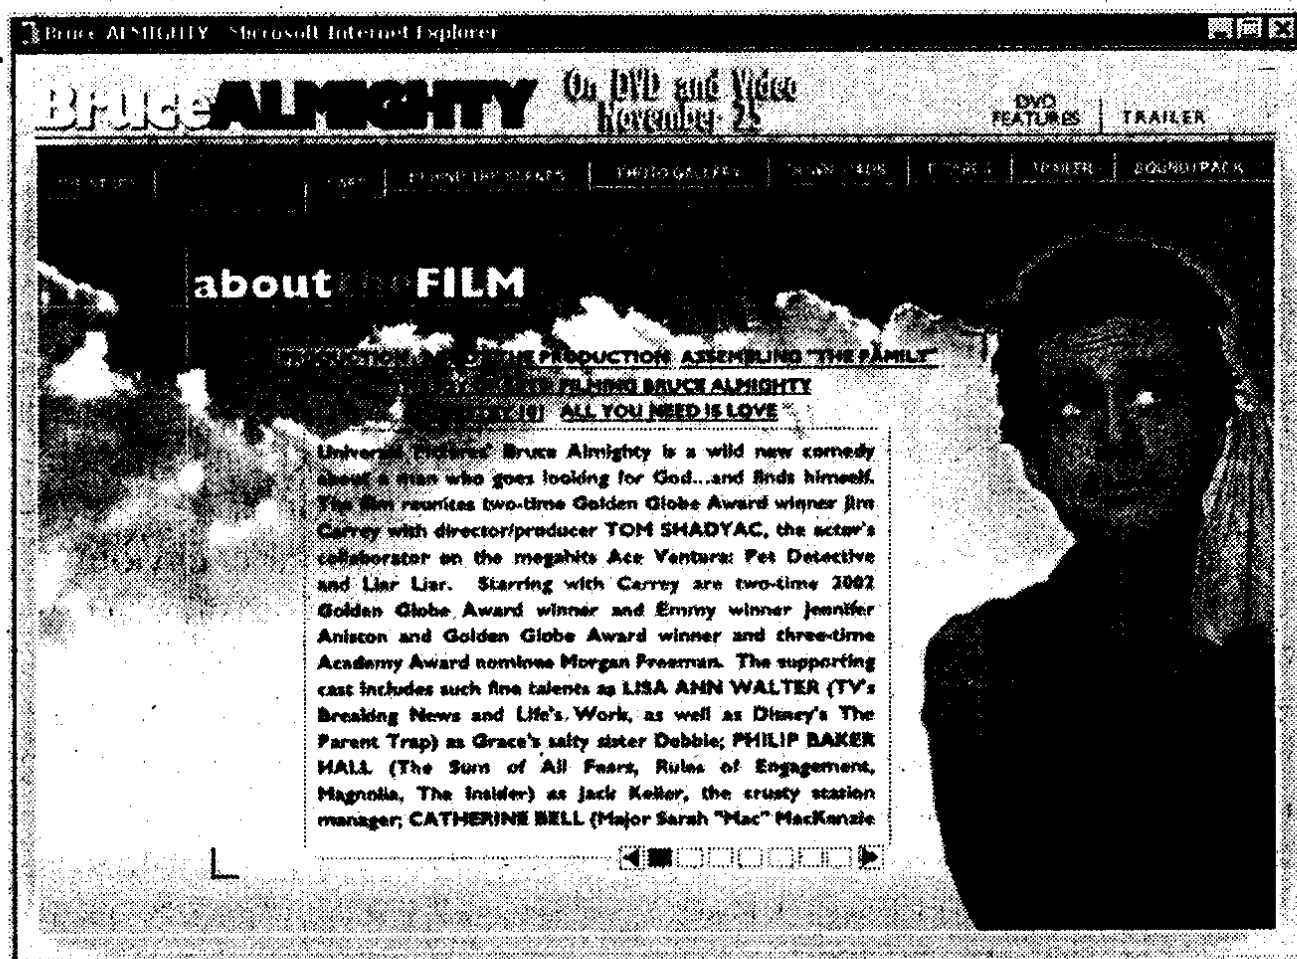 Bruce ALMIGHTY - Microsoft Internet Explorer
BruceALMIGHTY
On DVD and Video
November 25
DVD
FEATURES | TRAILER
BEHIND THE SCENES | PHOTO GALLERY | TRAILER | SOUNDTRACK
about the FILM
PRODUCTION THE PRODUCTION ASSEMBLING "THE FAMILY"
FILMING BRUCE ALMIGHTY
ALL YOU NEED IS LOVE
Universal Pictures' Bruce Almighty is a wild new comedy
about a man who goes looking for God...and finds himself.
The film reunites two-time Golden Globe Award winner Jim
Carrey with director/producer TOM SHADYAC, the actor's
collaborator on the megahits Ace Ventura: Pet Detective
and Liar Liar. Starring with Carrey are two-time 2002
Golden Globe Award winner and Emmy winner Jennifer
Aniston and Golden Globe Award winner and three-time
Academy Award nominee Morgan Freeman. The supporting
cast includes such fine talents as LISA ANN WALTER (TV's
Breaking News and Life's Work, as well as Disney's The
Parent Trap) as Grace's salty sister Debbie; PHILIP BAKER
HALL (The Sum of All Fears, Rules of Engagement,
Magnolia, The Insider) as Jack Keller, the crusty station
manager; CATHERINE BELL (Major Sarah "Mac" MacKenzie